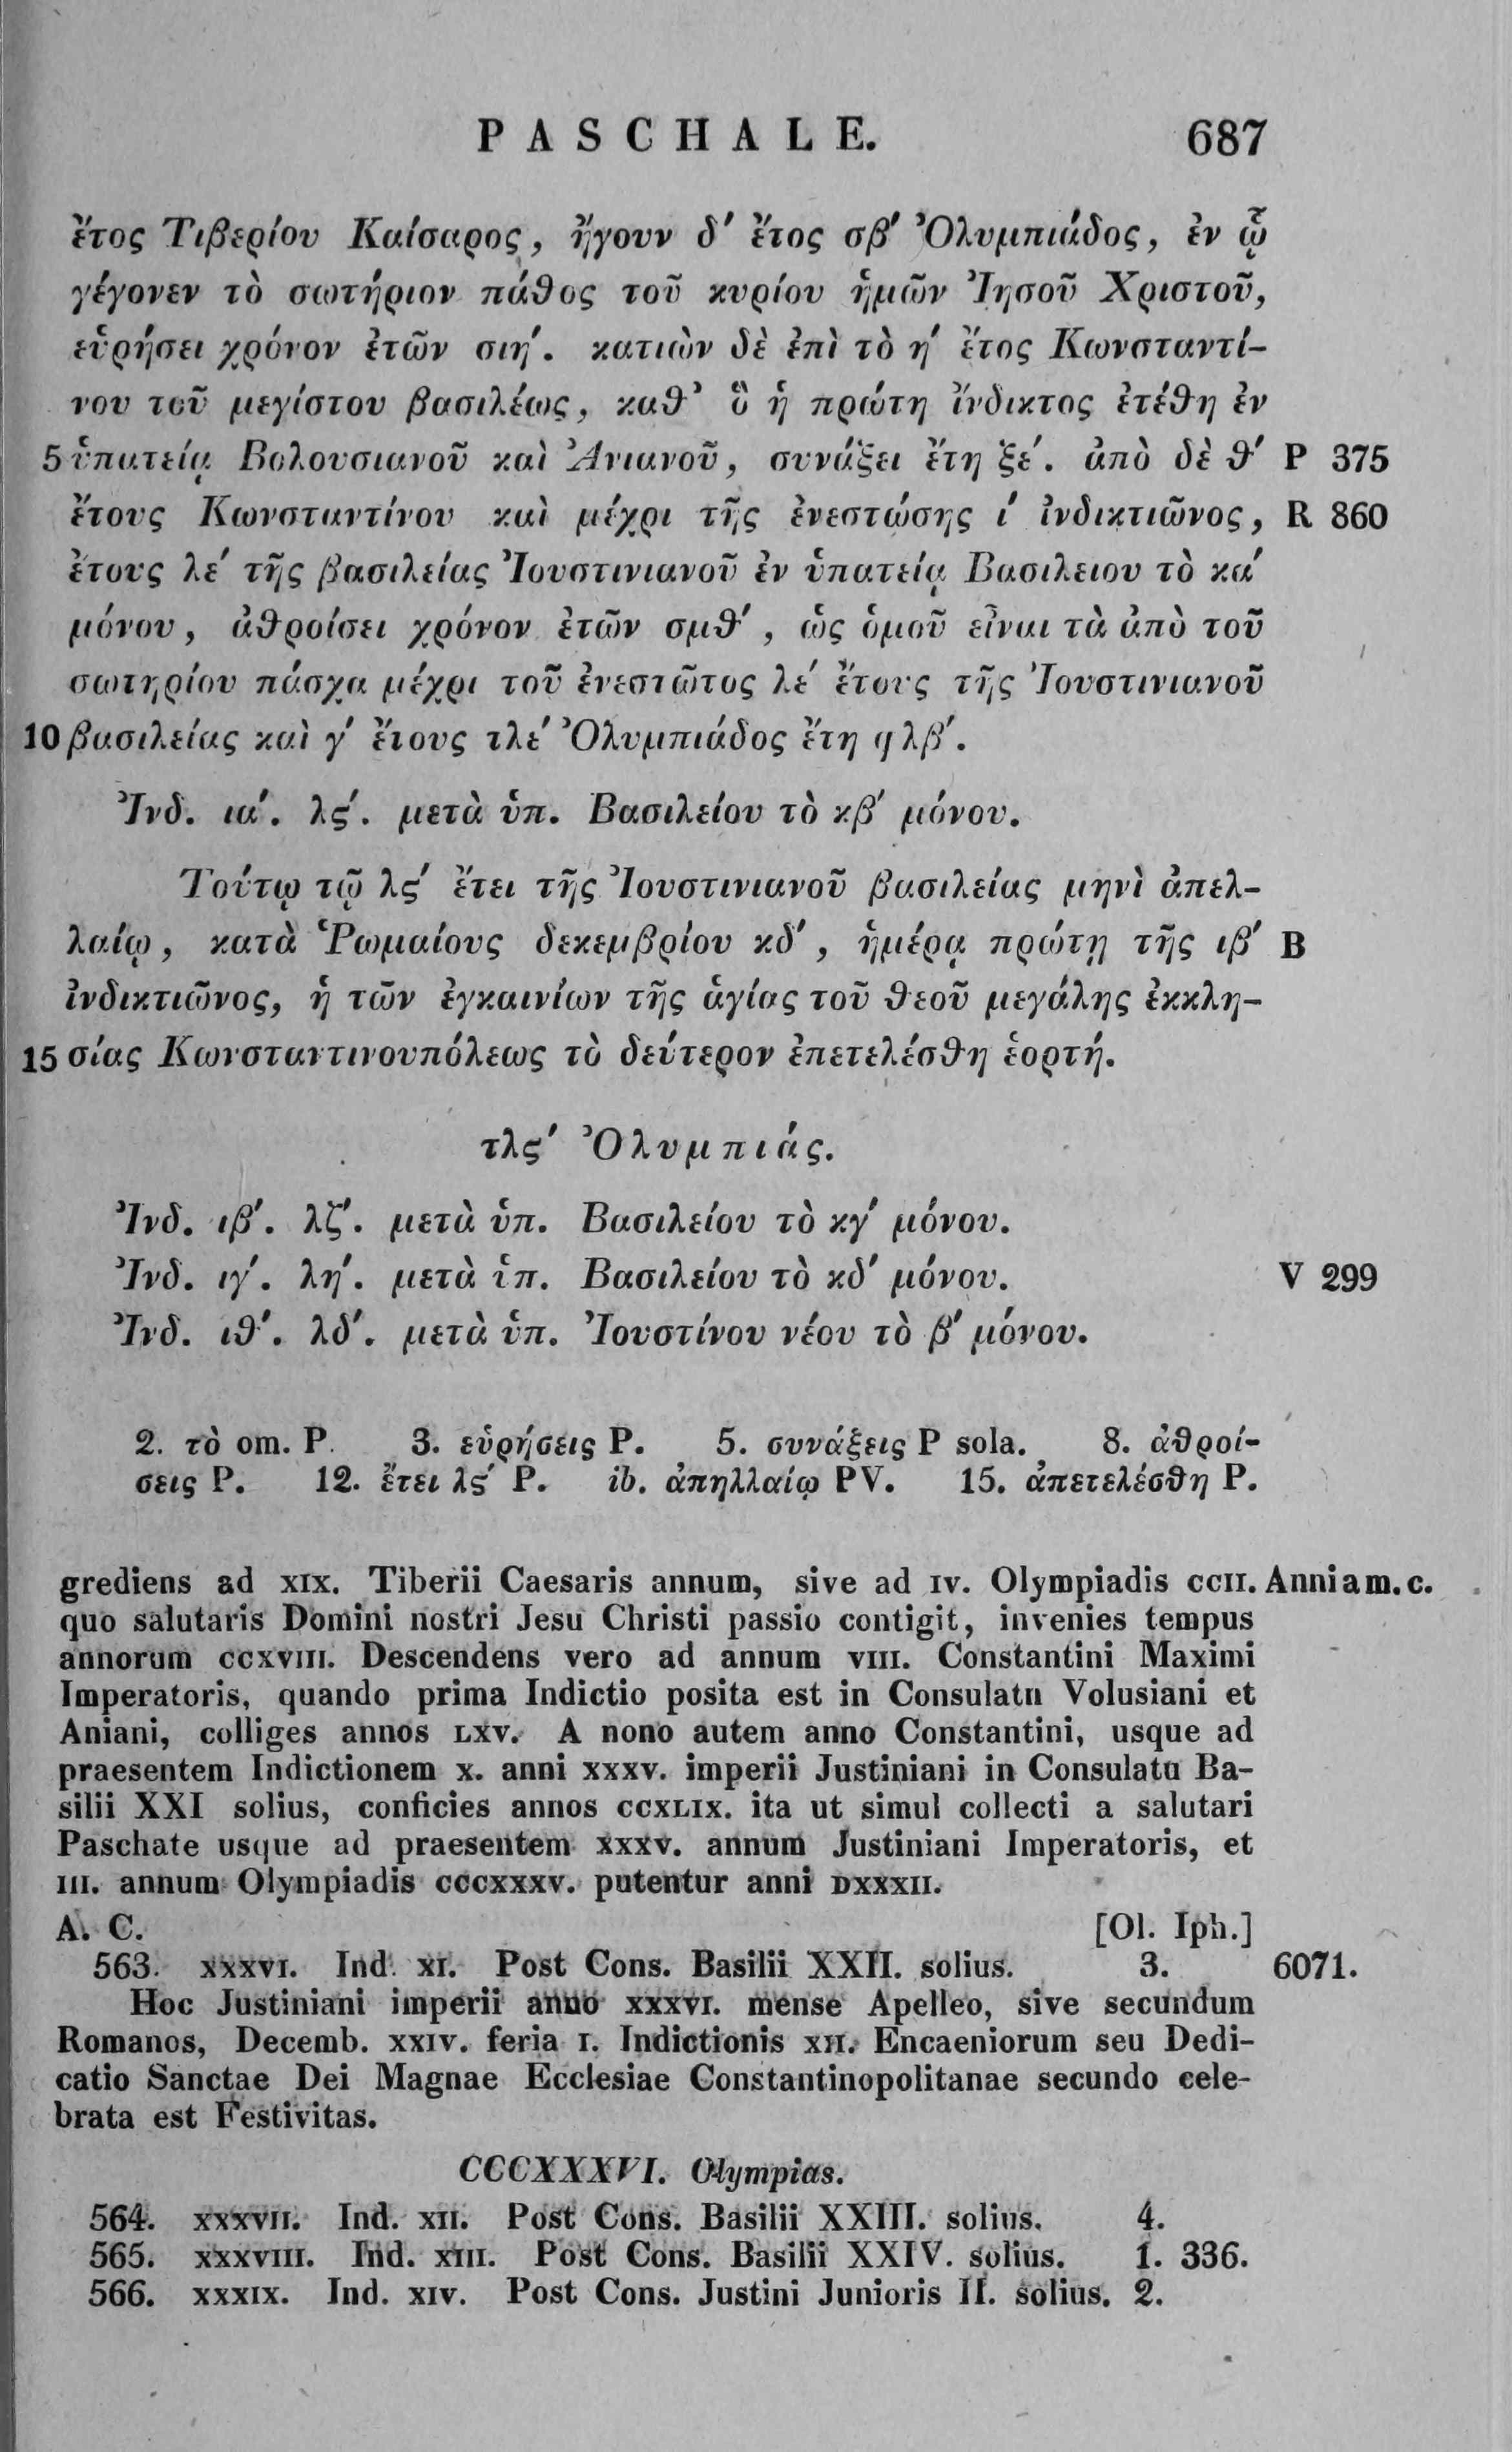 PASCHALE. 687
ἔτος Τιβερίου Καίσαρος, ἤγουν δ′ ἔτος σβ′ Ὀλυμπιάδος, ἐν ᾧ
γέγονεν τὸ σωτήριον πάθος τοῦ κυρίου ἡμῶν Ἰησοῦ Χριστοῦ,
εὑρήσει χρόνον ἐτῶν σιη′. κατιὼν δὲ ἐπὶ τὸ η′ ἔτος Κωνσταντί-
νου τοῦ μεγίστου βασιλέως, καθ’ ὃ ἡ πρώτη ἴνδικτος ἐτέθη ἐν
5 ὑπατείᾳ Βολουσιανοῦ καὶ Ἀνιανοῦ, συνάξει ἔτη ξε′. ἀπὸ δὲ θ′ P 375
ἔτους Κωνσταντίνου καὶ μέχρι τῆς ἐνεστώσης ι′ ἰνδικτιῶνος, R 860
ἔτους λε′ τῆς βασιλείας Ἰουστινιανοῦ ἐν ὑπατείᾳ Βασιλειου τὸ κα′
μόνου, ἀθροίσει χρόνον ἐτῶν σμθ′, ὡς ὁμοῦ εἶναι τὰ ἀπὸ τοῦ
σωτηρίου πάσχα μέχρι τοῦ ἐνεστῶτος λε′ ἔτους τῆς Ἰουστινιανοῦ
10 βασιλείας καὶ γ′ ἔτους τλε′ Ὀλυμπιάδος ἔτη φλβ′.
Ἰνδ. ια′. λς′. μετὰ ὑπ. Βασιλείου τὸ κβ′ μόνου.
Τούτῳ τῷ λς′ ἔτει τῆς Ἰουστινιανοῦ βασιλείας μηνὶ ἀπελ-
λαίῳ, κατὰ Ῥωμαίους δεκεμβρίου κδ′, ἡμέρᾳ πρώτῃ τῆς ιβ′ B
ἰνδικτιῶνος, ἡ τῶν ἐγκαινίων τῆς ἁγίας τοῦ θεοῦ μεγάλης ἐκκλη-
15 σίας Κωνσταντινουπόλεως τὸ δεύτερον ἐπετελέσθη ἑορτή.
τλς′ Ὀλυμπιάς.
Ἰνδ. ιβ′. λζ′. μετὰ ὑπ. Βασιλείου τὸ κγ′ μόνου.
Ἰνδ. ιγ′. λη′. μετὰ ὑπ. Βασιλείου τὸ κδ′ μόνου. V 299
Ἰνδ. ιθ′. λδ′. μετὰ ὑπ. Ἰουστίνου νέου τὸ β′ μόνου.
2. τὸ om. P. 3. εὑρήσεις P. 5. συνάξεις P sola. 8. ἀθροί-
σεις P. 12. ἔτει λς′ P. ib. ἀπηλλαίῳ PV. 15. ἀπετελέσθη P.
grediens ad XIX. Tiberii Caesaris annum, sive ad IV. Olympiadis CCII. Anni a m. c.
quo salutaris Domini nostri Jesu Christi passio contigit, invenies tempus
annorum CCXVIII. Descendens vero ad annum VIII. Constantini Maximi
Imperatoris, quando prima Indictio posita est in Consulatu Volusiani et
Aniani, colliges annos LXV. A nono autem anno Constantini, usque ad
praesentem Indictionem X. anni XXXV. imperii Justiniani in Consulatu Ba-
silii XXI solius, conficies annos CCXLIX. ita ut simul collecti a salutari
Paschate usque ad praesentem XXXV. annum Justiniani Imperatoris, et
III. annum Olympiadis CCCXXXV. putentur anni DXXXII.
A. C. [Ol. Iph.]
563. XXXVI. Ind. XI. Post Cons. Basilii XXII. solius. 3. 6071.
Hoc Justiniani imperii anno XXXVI. mense Apelleo, sive secundum
Romanos, Decemb. XXIV. feria I. Indictionis XII. Encaeniorum seu Dedi-
catio Sanctae Dei Magnae Ecclesiae Constantinopolitanae secundo cele-
brata est Festivitas.
CCCXXXVI. Olympias.
564. XXXVII. Ind. XII. Post Cons. Basilii XXIII. solius. 4.
565. XXXVIII. Ind. XIII. Post Cons. Basilii XXIV. solius. 1. 336.
566. XXXIX. Ind. XIV. Post Cons. Justini Junioris II. solius. 2.